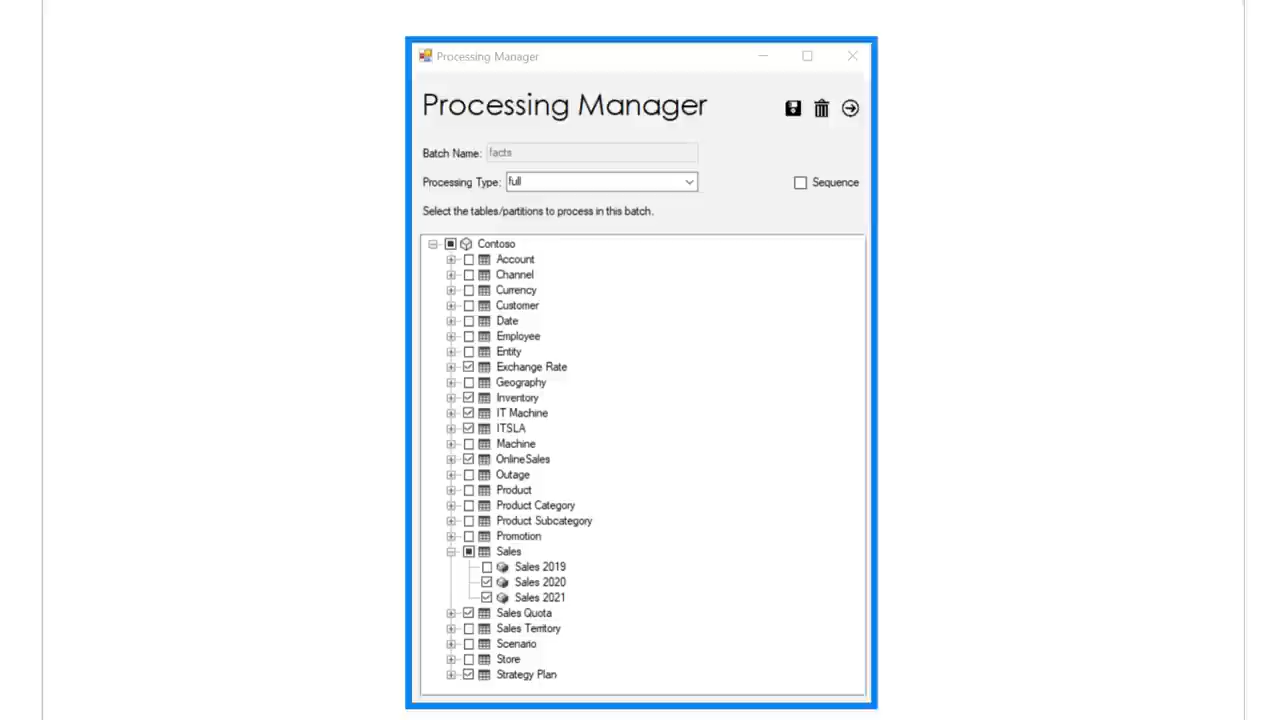 Processing Manager
Processing Manager
Batch Name: facts
Processing Type: full
Sequence
Select the tables/partitions to process in this batch.
Contoso
Account
Channel
Currency
Customer
Date
Employee
Entity
Exchange Rate
Geography
Inventory
IT Machine
ITSLA
Machine
OnlineSales
Outage
Product
Product Category
Product Subcategory
Promotion
Sales
Sales 2019
Sales 2020
Sales 2021
Sales Quota
Sales Territory
Scenario
Store
Strategy Plan